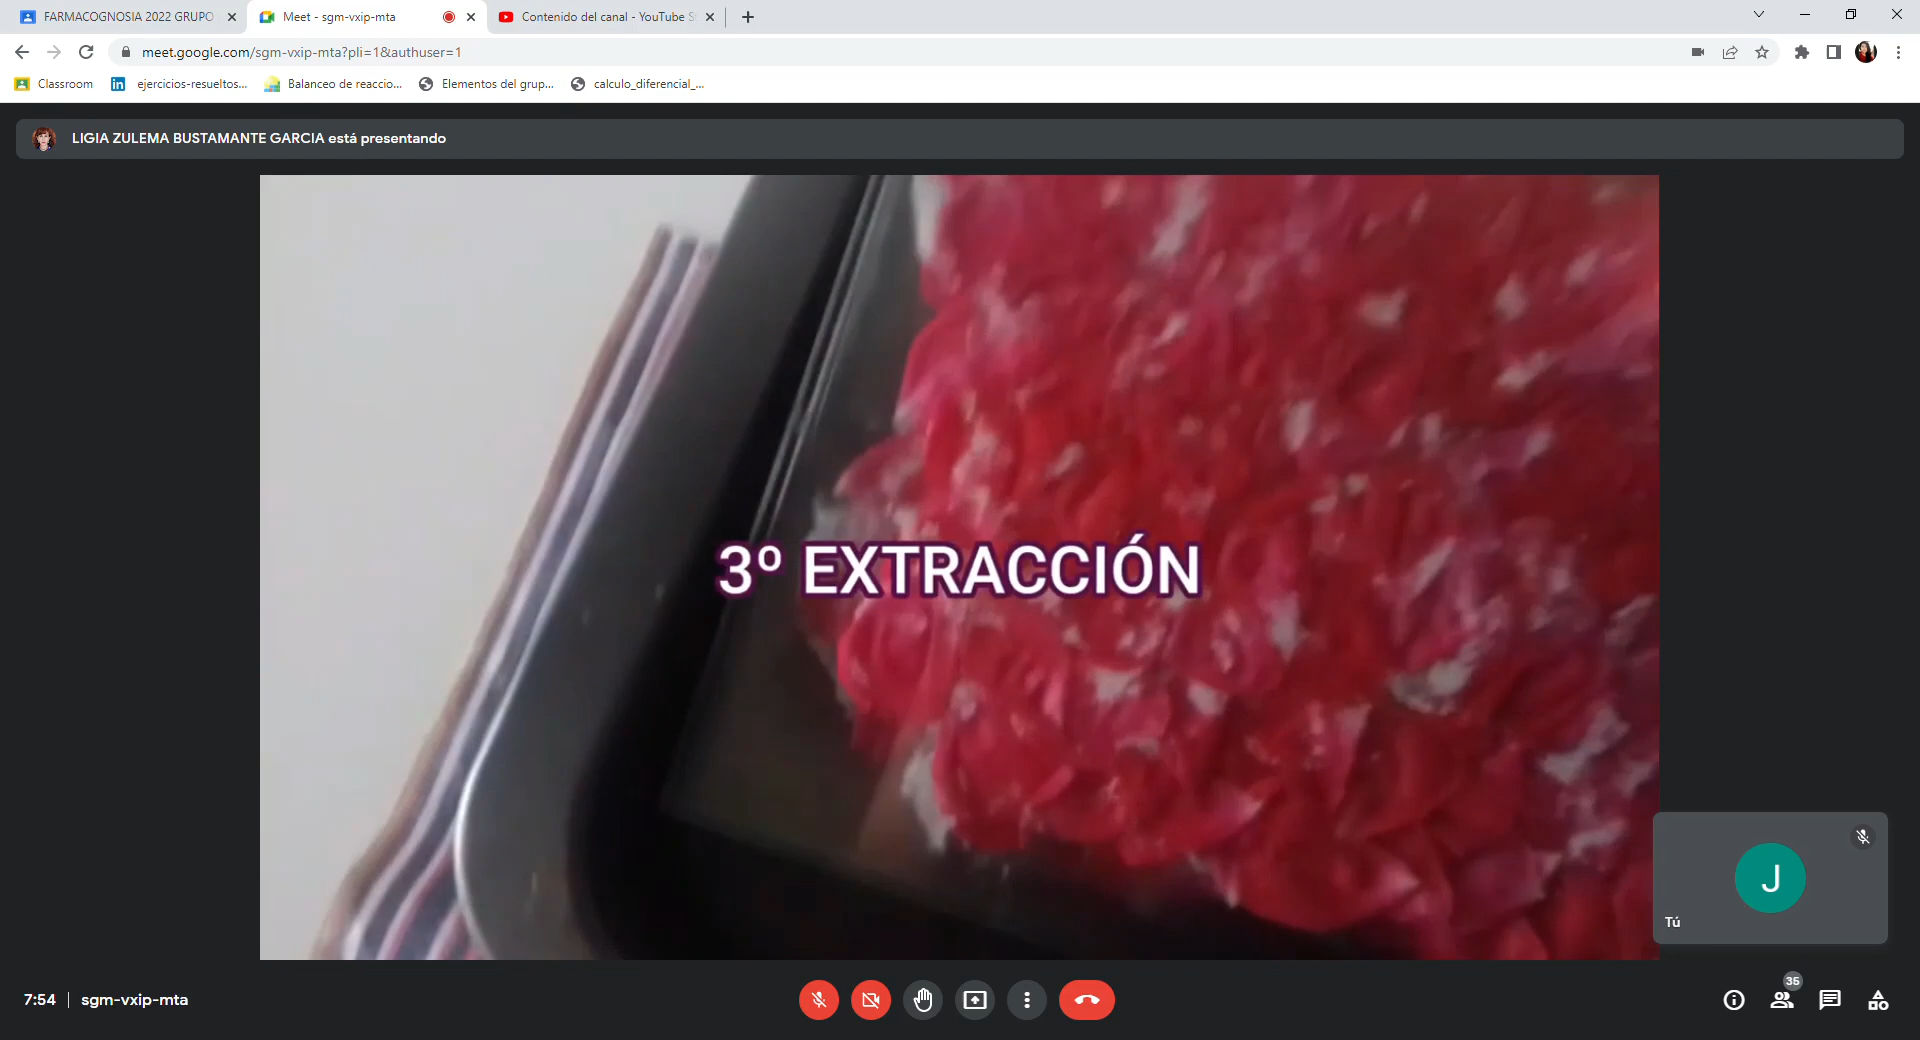 FARMACOGNOSIA 2022 GRUPO
Meet - sgm-vxip-mta
Contenido del canal - YouTube S
meet.google.com/sgm-vxip-mta?pli=1&authuser=1
Classroom
ejercicios-resueltos...
Balanceo de reaccio...
Elementos del grup...
calculo_diferencial_...
LIGIA ZULEMA BUSTAMANTE GARCIA está presentando
3º EXTRACCIÓN
J
Tú
7:54 | sgm-vxip-mta
35